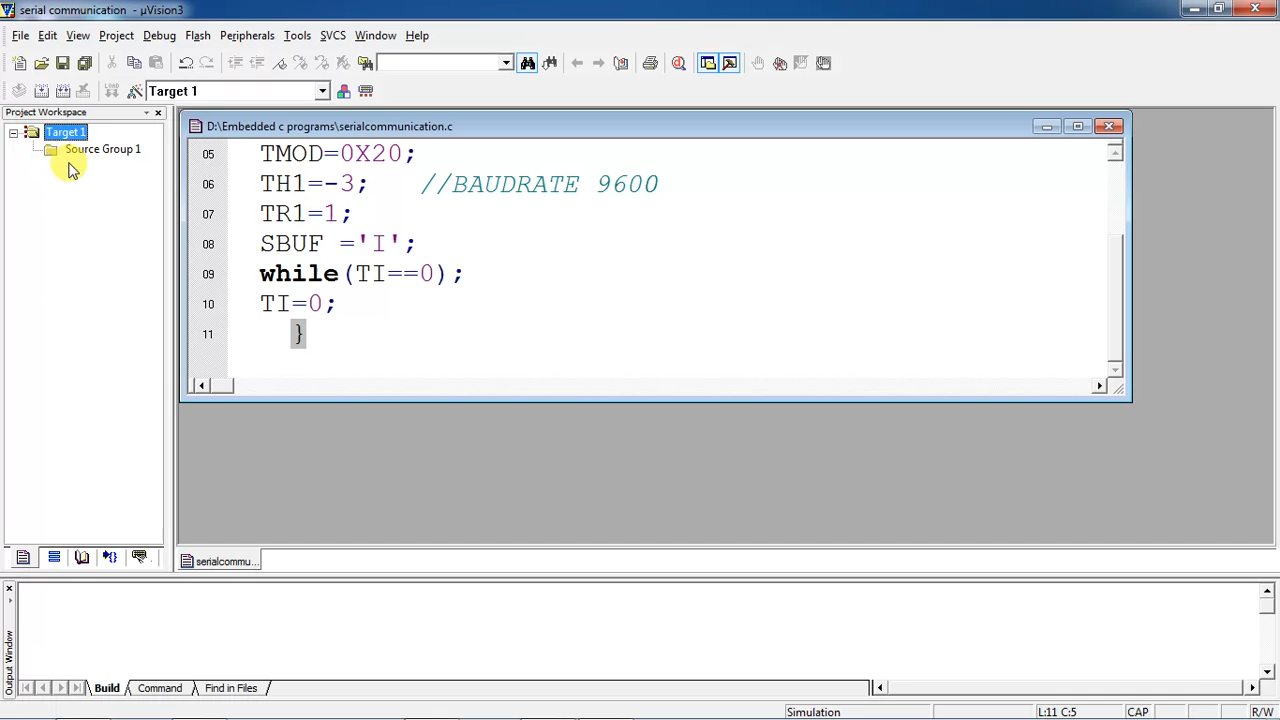 serial communication - µVision3
File Edit View Project Debug Flash Peripherals Tools SVCS Window Help
LOAD Target 1
Project Workspace
Target 1
Source Group 1
D:\Embedded c programs\serialcommunication.c
05 TMOD=0X20;
06 TH1=-3; //BAUDRATE 9600
07 TR1=1;
08 SBUF ='I';
09 while(TI==0);
10 TI=0;
11 }
serialcommu...
Output Window
Build Command Find in Files
Simulation L:11 C:5 CAP R/W